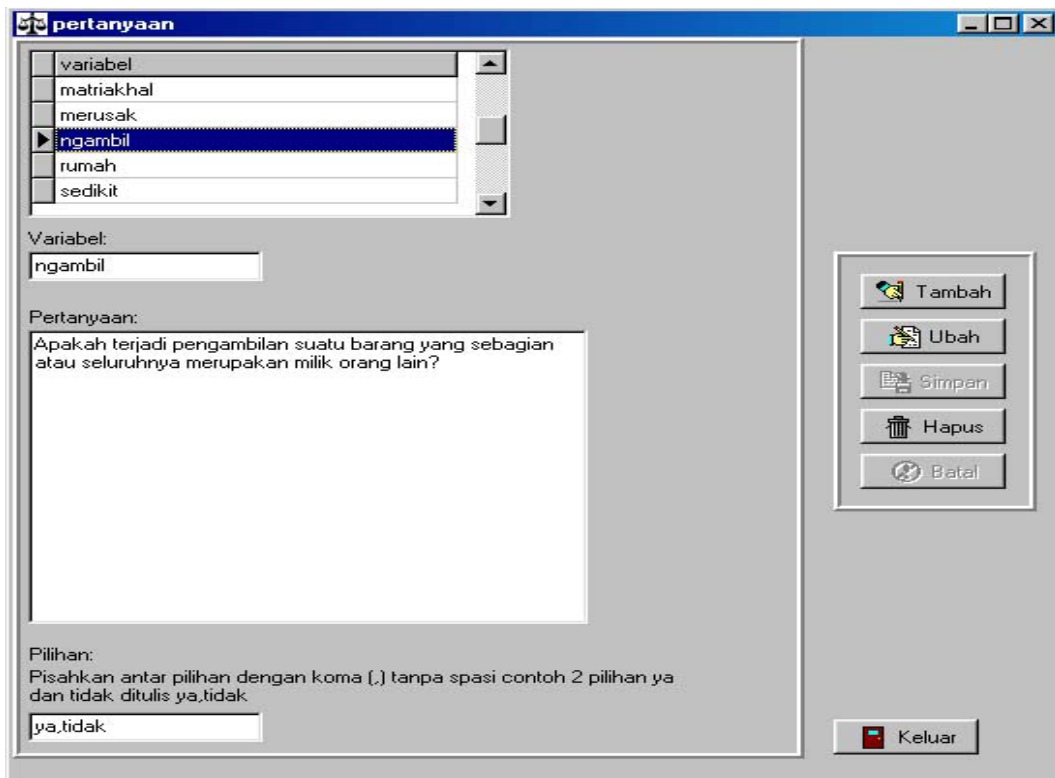 pertanyaan
variabel
matriakhal
merusak
ngambil
rumah
sedikit
Variabel:
ngambil
Pertanyaan:
Apakah terjadi pengambilan suatu barang yang sebagian
atau seluruhnya merupakan milik orang lain?
Pilihan:
Pisahkan antar pilihan dengan koma (,) tanpa spasi contoh 2 pilihan ya
dan tidak ditulis ya,tidak
ya,tidak
Tambah
Ubah
Simpan
Hapus
Batal
Keluar